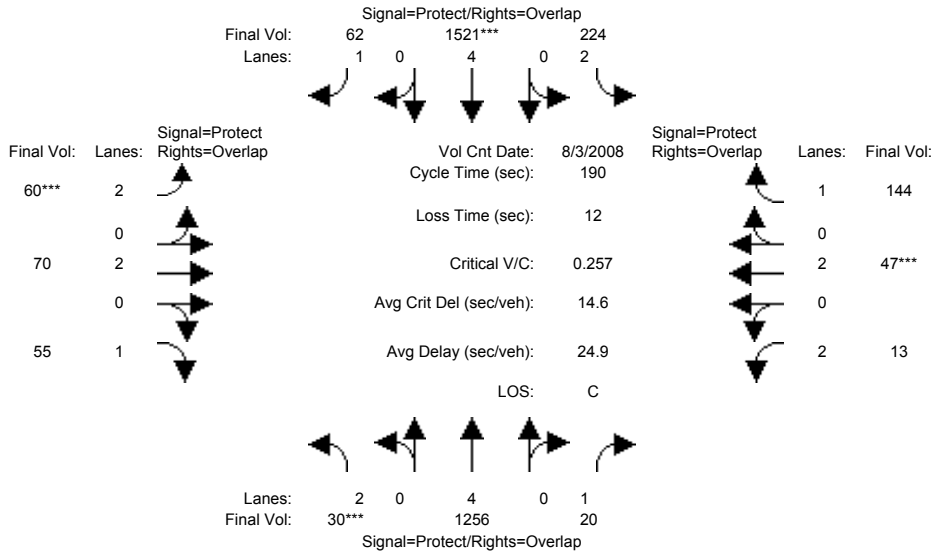 Signal=Protect/Rights=Overlap
Final Vol: 62 1521*** 224
Lanes: 1 0 4 0 2
Signal=Protect
Final Vol: Lanes: Rights=Overlap
Vol Cnt Date: 8/3/2008
Signal=Protect
Rights=Overlap Lanes: Final Vol:
60*** 2
Cycle Time (sec): 190
1 144
0
Loss Time (sec): 12
0
70 2
Critical V/C: 0.257
2 47***
0
Avg Crit Del (sec/veh): 14.6
0
55 1
Avg Delay (sec/veh): 24.9
2 13
LOS: C
Lanes: 2 0 4 0 1
Final Vol: 30*** 1256 20
Signal=Protect/Rights=Overlap